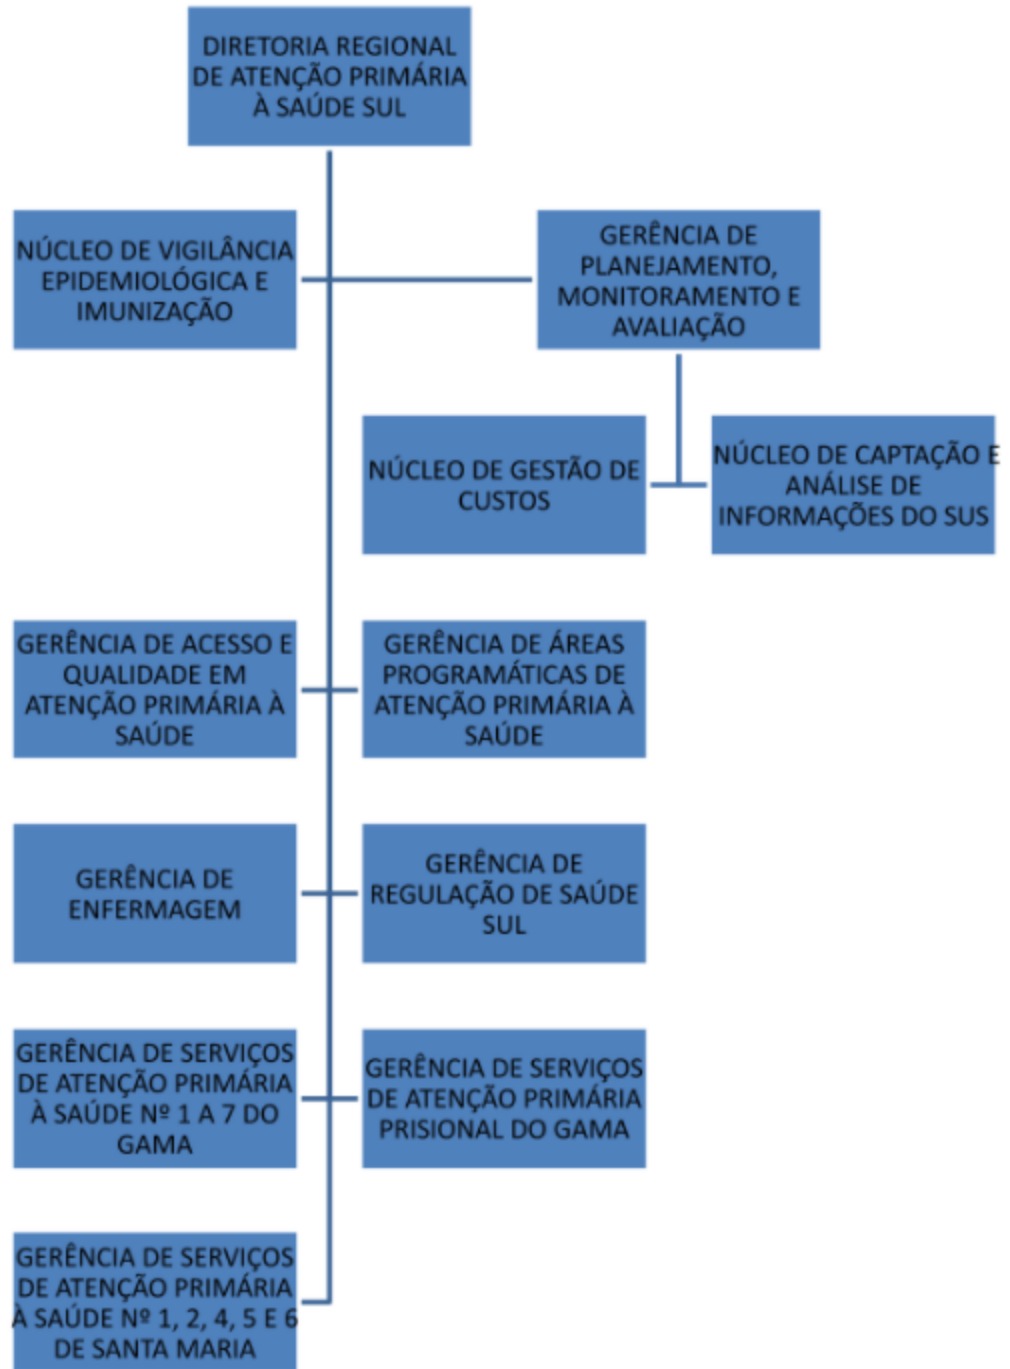 DIRETORIA REGIONAL
DE ATENÇÃO PRIMÁRIA
À SAÚDE SUL
NÚCLEO DE VIGILÂNCIA
EPIDEMIOLÓGICA E
IMUNIZAÇÃO
GERÊNCIA DE
PLANEJAMENTO,
MONITORAMENTO E
AVALIAÇÃO
NÚCLEO DE GESTÃO DE
CUSTOS
NÚCLEO DE CAPTAÇÃO E
ANÁLISE DE
INFORMAÇÕES DO SUS
GERÊNCIA DE ACESSO E
QUALIDADE EM
ATENÇÃO PRIMÁRIA À
SAÚDE
GERÊNCIA DE ÁREAS
PROGRAMÁTICAS DE
ATENÇÃO PRIMÁRIA À
SAÚDE
GERÊNCIA DE
ENFERMAGEM
GERÊNCIA DE
REGULAÇÃO DE SAÚDE
SUL
GERÊNCIA DE SERVIÇOS
DE ATENÇÃO PRIMÁRIA
À SAÚDE Nº 1 A 7 DO
GAMA
GERÊNCIA DE SERVIÇOS
DE ATENÇÃO PRIMÁRIA
PRISIONAL DO GAMA
GERÊNCIA DE SERVIÇOS
DE ATENÇÃO PRIMÁRIA
À SAÚDE Nº 1, 2, 4, 5 E 6
DE SANTA MARIA